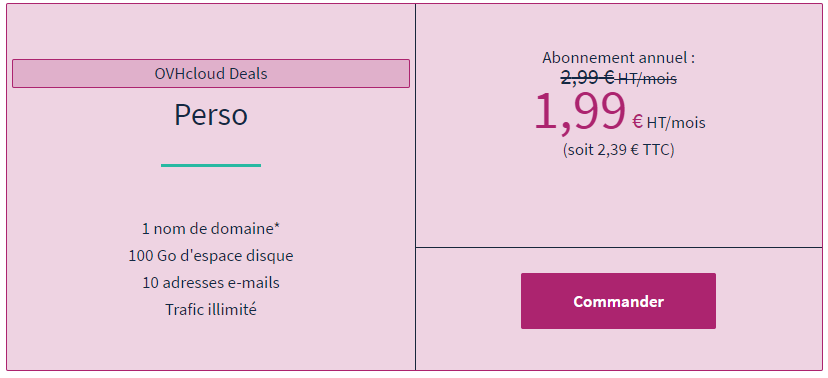 OVHcloud Deals
Perso
1 nom de domaine*
100 Go d'espace disque
10 adresses e-mails
Trafic illimité
Abonnement annuel :
2,99 € HT/mois
1,99 € HT/mois
(soit 2,39 € TTC)
Commander